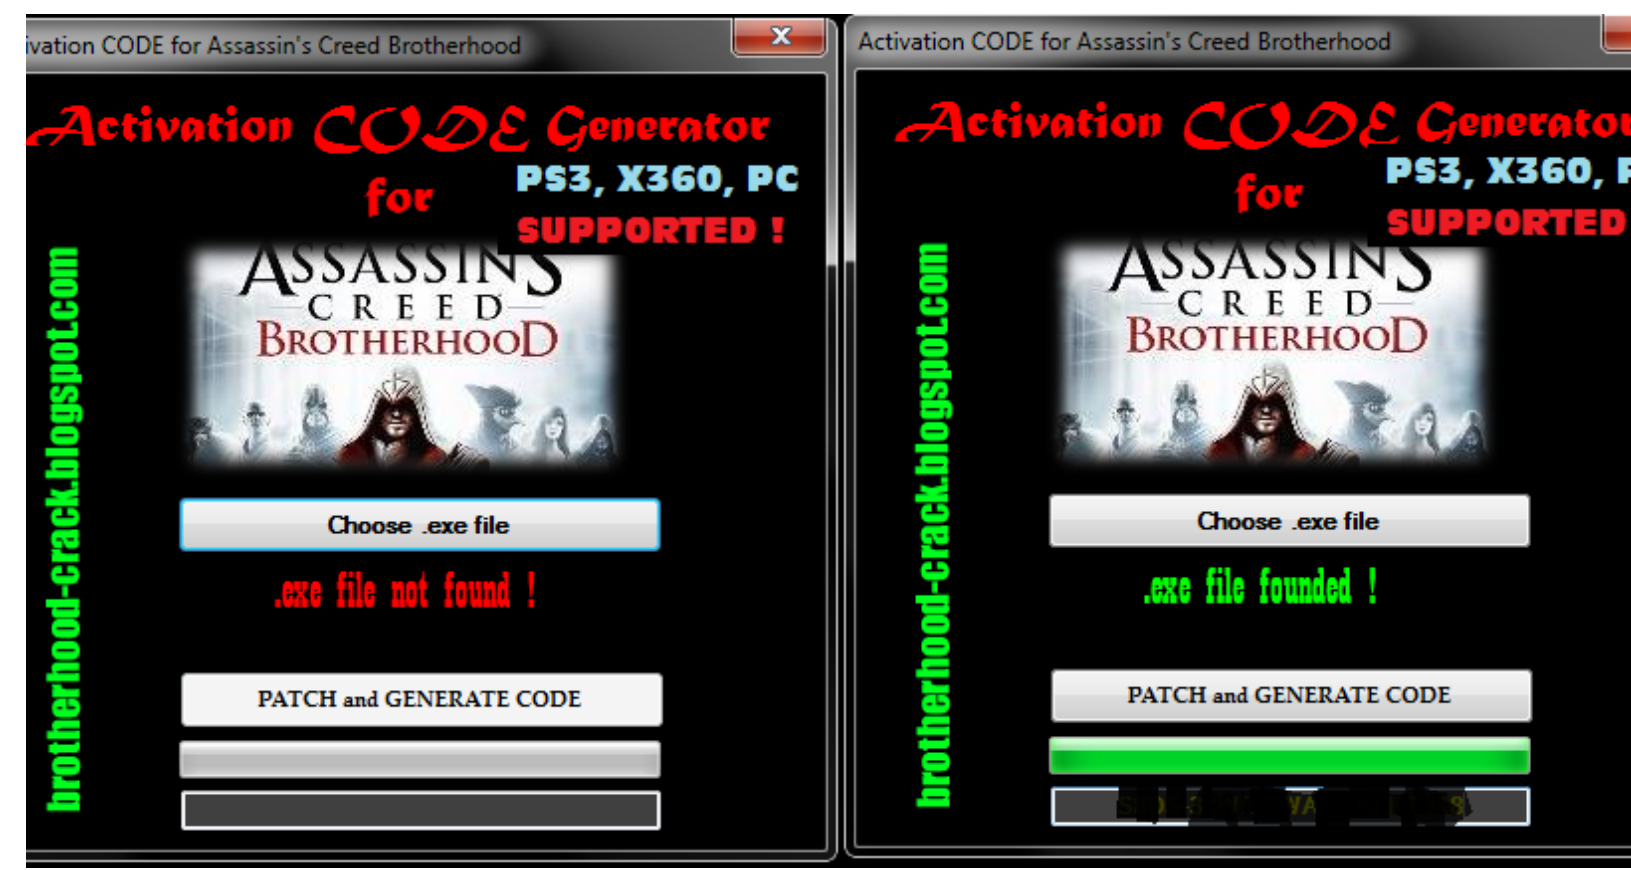 ivation CODE for Assassin's Creed Brotherhood
Activation CODE Generator
for
PS3, X360, PC
SUPPORTED !
ASSASSIN'S
CREED
BROTHERHOOD
brotherhood-crack.blogspot.com
Choose .exe file
.exe file not found !
PATCH and GENERATE CODE
Activation CODE for Assassin's Creed Brotherhood
Activation CODE Generator
for
PS3, X360, P
SUPPORTED
ASSASSIN'S
CREED
BROTHERHOOD
brotherhood-crack.blogspot.com
Choose .exe file
.exe file founded !
PATCH and GENERATE CODE